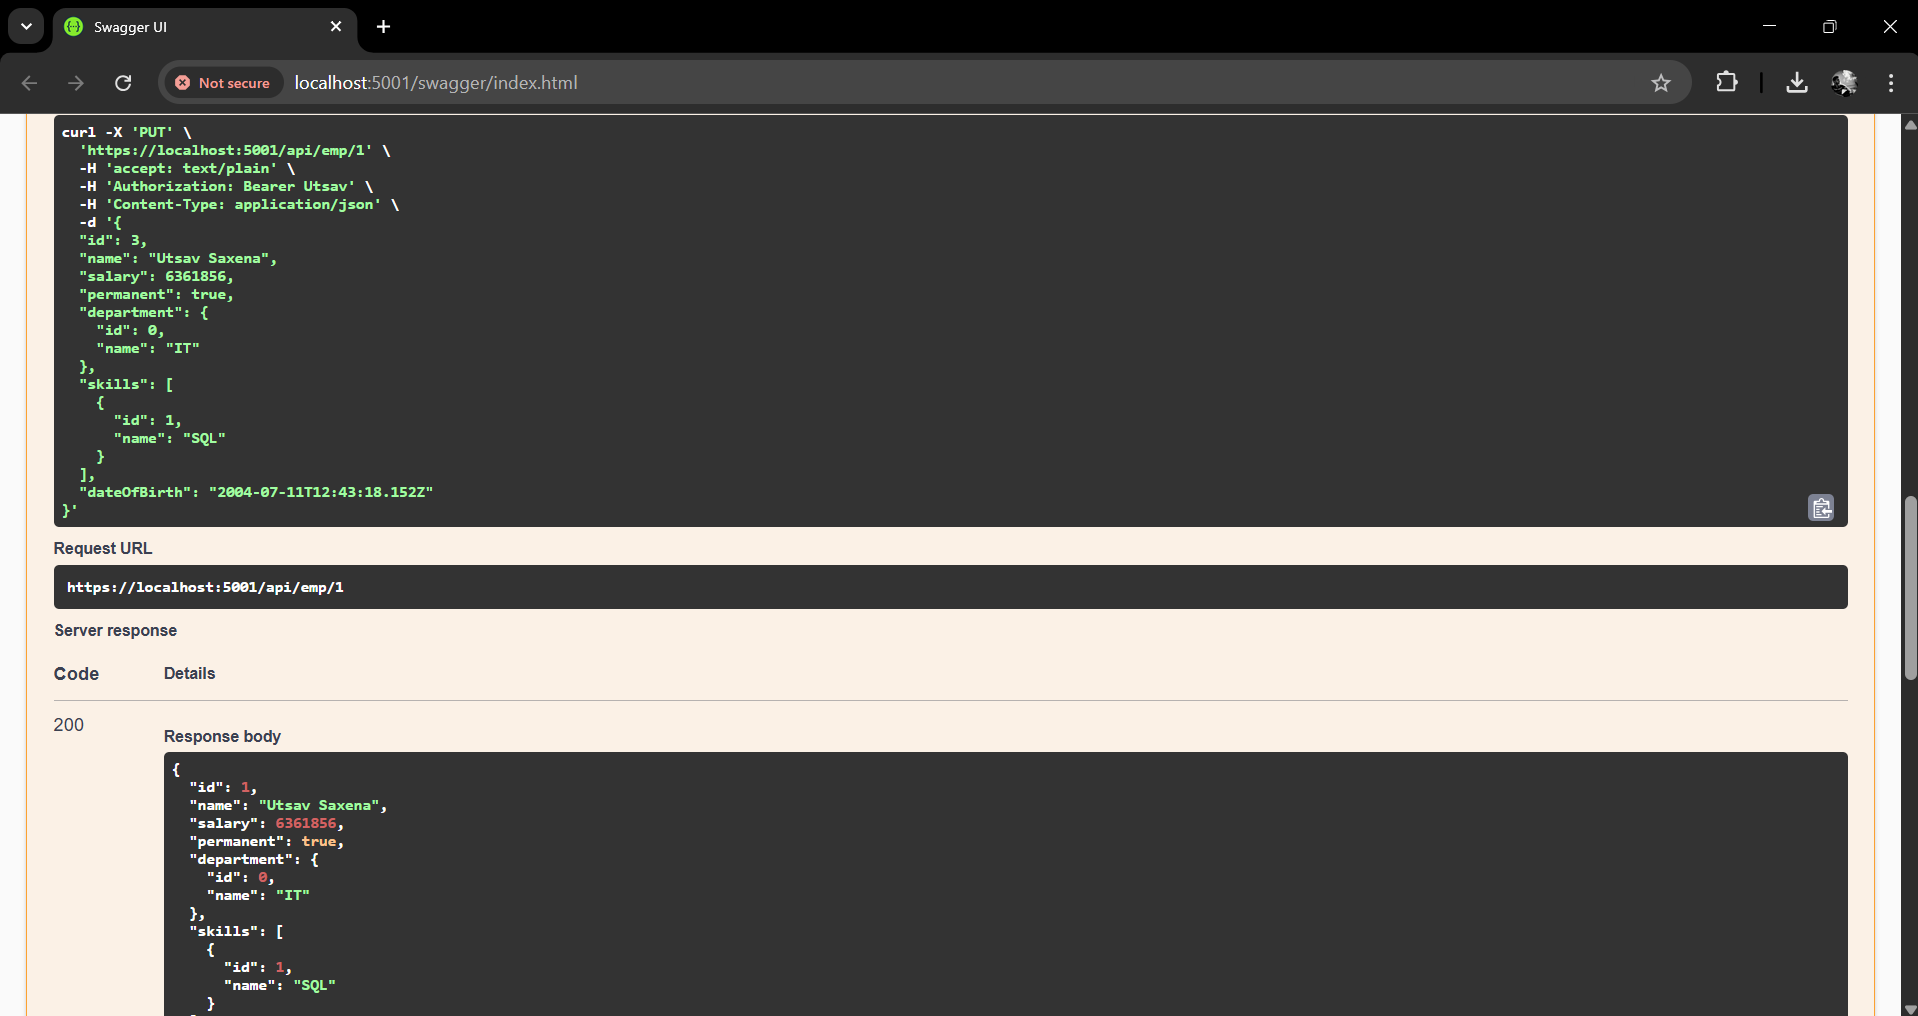 Swagger UI
Not secure
localhost:5001/swagger/index.html
curl -X 'PUT' \
  'https://localhost:5001/api/emp/1' \
  -H 'accept: text/plain' \
  -H 'Authorization: Bearer Utsav' \
  -H 'Content-Type: application/json' \
  -d '{
  "id": 3,
  "name": "Utsav Saxena",
  "salary": 6361856,
  "permanent": true,
  "department": {
    "id": 0,
    "name": "IT"
  },
  "skills": [
    {
      "id": 1,
      "name": "SQL"
    }
  ],
  "dateOfBirth": "2004-07-11T12:43:18.152Z"
}'
Request URL
https://localhost:5001/api/emp/1
Server response
Code Details
200
Response body
{
  "id": 1,
  "name": "Utsav Saxena",
  "salary": 6361856,
  "permanent": true,
  "department": {
    "id": 0,
    "name": "IT"
  },
  "skills": [
    {
      "id": 1,
      "name": "SQL"
    }